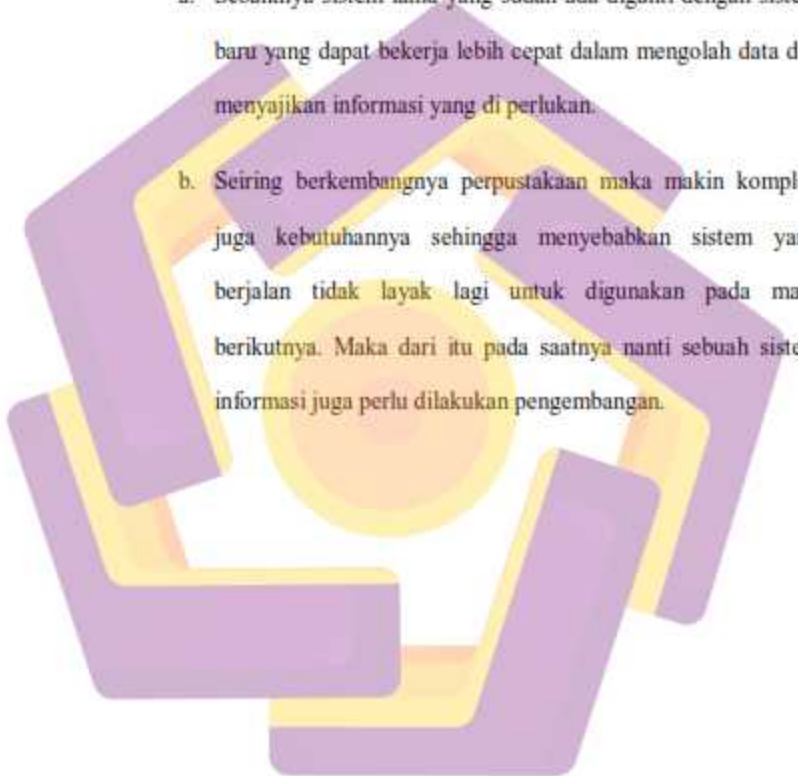 baru yang dapat bekerja lebih cepat dalam mengolah data d
menyajikan informasi yang di perlukan.
b. Seiring berkembangnya perpustakaan maka makin kompl
juga kebutuhannya sehingga menyebabkan sistem yan
berjalan tidak layak lagi untuk digunakan pada ma
berikutnya. Maka dari itu pada saatnya nanti sebuah siste
informasi juga perlu dilakukan pengembangan.